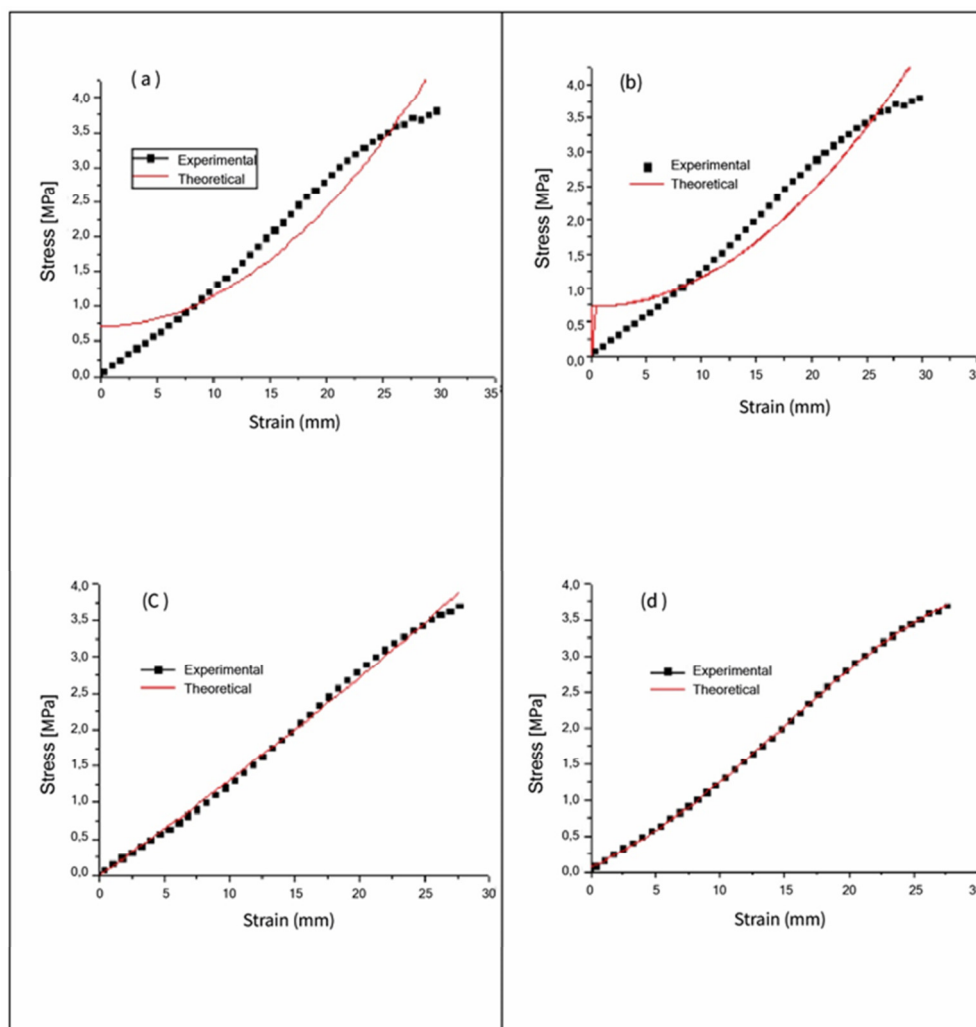 (a)
4,0
3,5
3,0
2,5
2,0
1,5
1,0
0,5
0,0
Stress [MPa]
Experimental
Theoretical
0 5 10 15 20 25 30 35
Strain (mm)
(b)
4,0
3,5
3,0
2,5
2,0
1,5
1,0
0,5
0,0
Stress [MPa]
Experimental
Theoretical
0 5 10 15 20 25 30
Strain (mm)
(C)
4,0
3,5
3,0
2,5
2,0
1,5
1,0
0,5
0,0
Stress [MPa]
Experimental
Theoretical
0 5 10 15 20 25 30
Strain (mm)
(d)
4,0
3,5
3,0
2,5
2,0
1,5
1,0
0,5
0,0
Stress [MPa]
Experimental
Theoretical
0 5 10 15 20 25
Strain (mm)